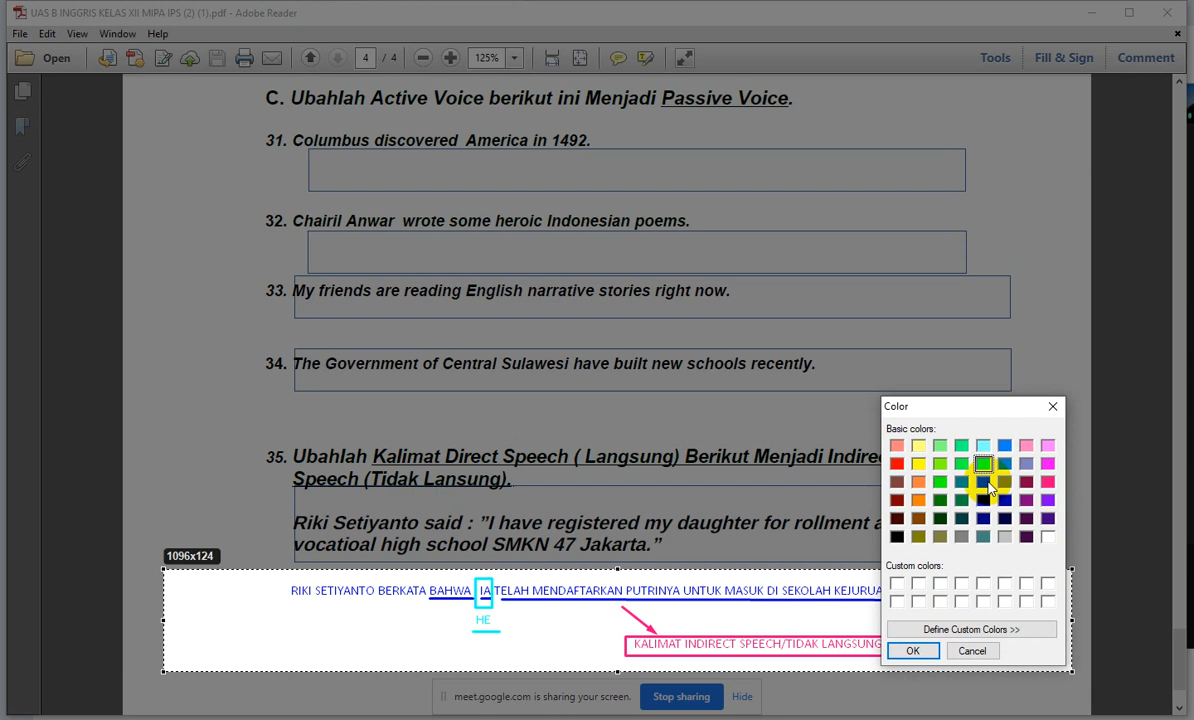 UAS B INGGRIS KELAS XII MIPA IPS (2) (1).pdf - Adobe Reader
File Edit View Window Help
Open 4 / 4 125% Tools Fill & Sign Comment
C. Ubahlah Active Voice berikut ini Menjadi Passive Voice.
31. Columbus discovered America in 1492.
32. Chairil Anwar wrote some heroic Indonesian poems.
33. My friends are reading English narrative stories right now.
34. The Government of Central Sulawesi have built new schools recently.
35. Ubahlah Kalimat Direct Speech ( Langsung) Berikut Menjadi Indire
Speech (Tidak Lansung).
Riki Setiyanto said : ”I have registered my daughter for rollment a
vocatioal high school SMKN 47 Jakarta.”
1096x124
RIKI SETIYANTO BERKATA BAHWA IA TELAH MENDAFTARKAN PUTRINYA UNTUK MASUK DI SEKOLAH KEJURUA
HE
KALIMAT INDIRECT SPEECH/TIDAK LANGSUNG
Color
Basic colors:
Custom colors:
Define Custom Colors >>
OK Cancel
meet.google.com is sharing your screen. Stop sharing Hide